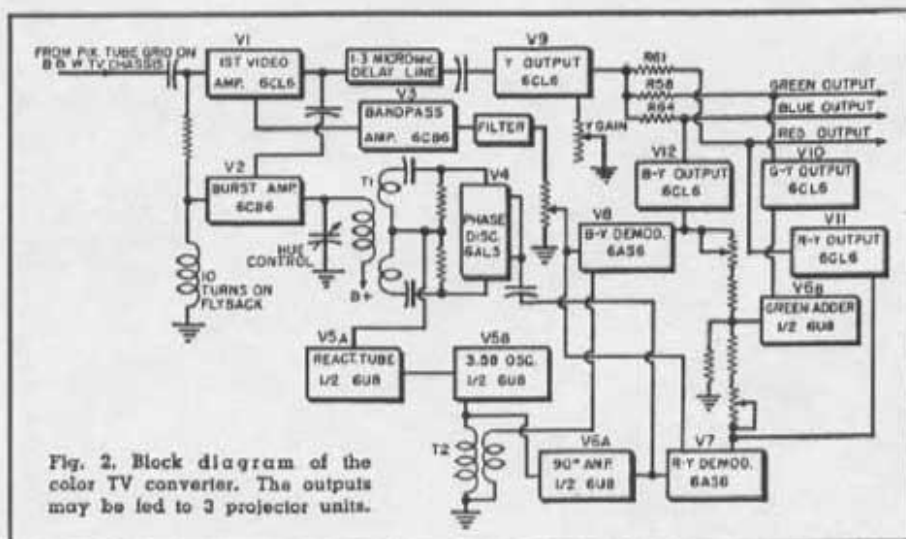 FROM PIX. TUBE GRID ON
B & W TV CHASSIS
V1
1ST VIDEO
AMP. 6CL6
1-3 MICROMHC.
DELAY LINE
V9
Y OUTPUT
6CL6
R61
R58
R64
GREEN OUTPUT
BLUE OUTPUT
RED OUTPUT
V3
BANDPASS
AMP. 6CB6
FILTER
Y GAIN
V2
BURST AMP.
6CB6
T1
V4
PHASE
DISC.
6AL5
HUE
CONTROL
B+
V12
B-Y OUTPUT
6CL6
V10
G-Y OUTPUT
6CL6
V8
B-Y DEMOD.
6AS6
V11
R-Y OUTPUT
6CL6
10
TURNS ON
FLYBACK
V6B
GREEN ADDER
1/2 6U8
V5A
REACT. TUBE
1/2 6U8
V5B
3.58 OSC.
1/2 6U8
T2
V6A
90° AMP.
1/2 6U8
V7
R-Y DEMOD.
6AS6
Fig. 2. Block diagram of the
color TV converter. The outputs
may be fed to 3 projector units.